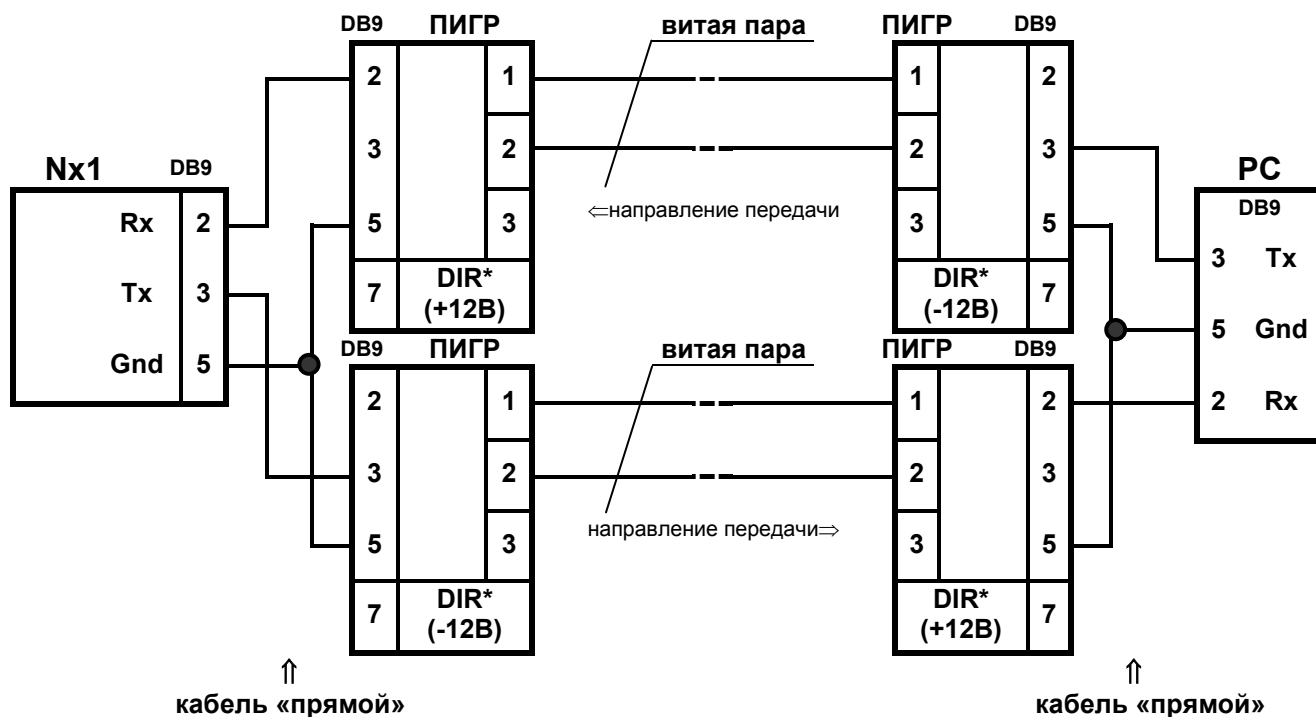 DB9 ПИГР витая пара ПИГР DB9
2 1 1 2
3 2 2 3
Nx1 DB9 PC
Rx 2 5 3 ⇐направление передачи 3 5 DB9
3 Tx
Tx 3 7 DIR* DIR* 7
(+12В) (-12В)
5 Gnd
DB9 ПИГР витая пара ПИГР DB9
Gnd 5
2 1 1 2 2 Rx
3 2 2 3
5 3 направление передачи⇒ 3 5
7 DIR* DIR* 7
(-12В) (+12В)
⇑ ⇑
кабель «прямой» кабель «прямой»